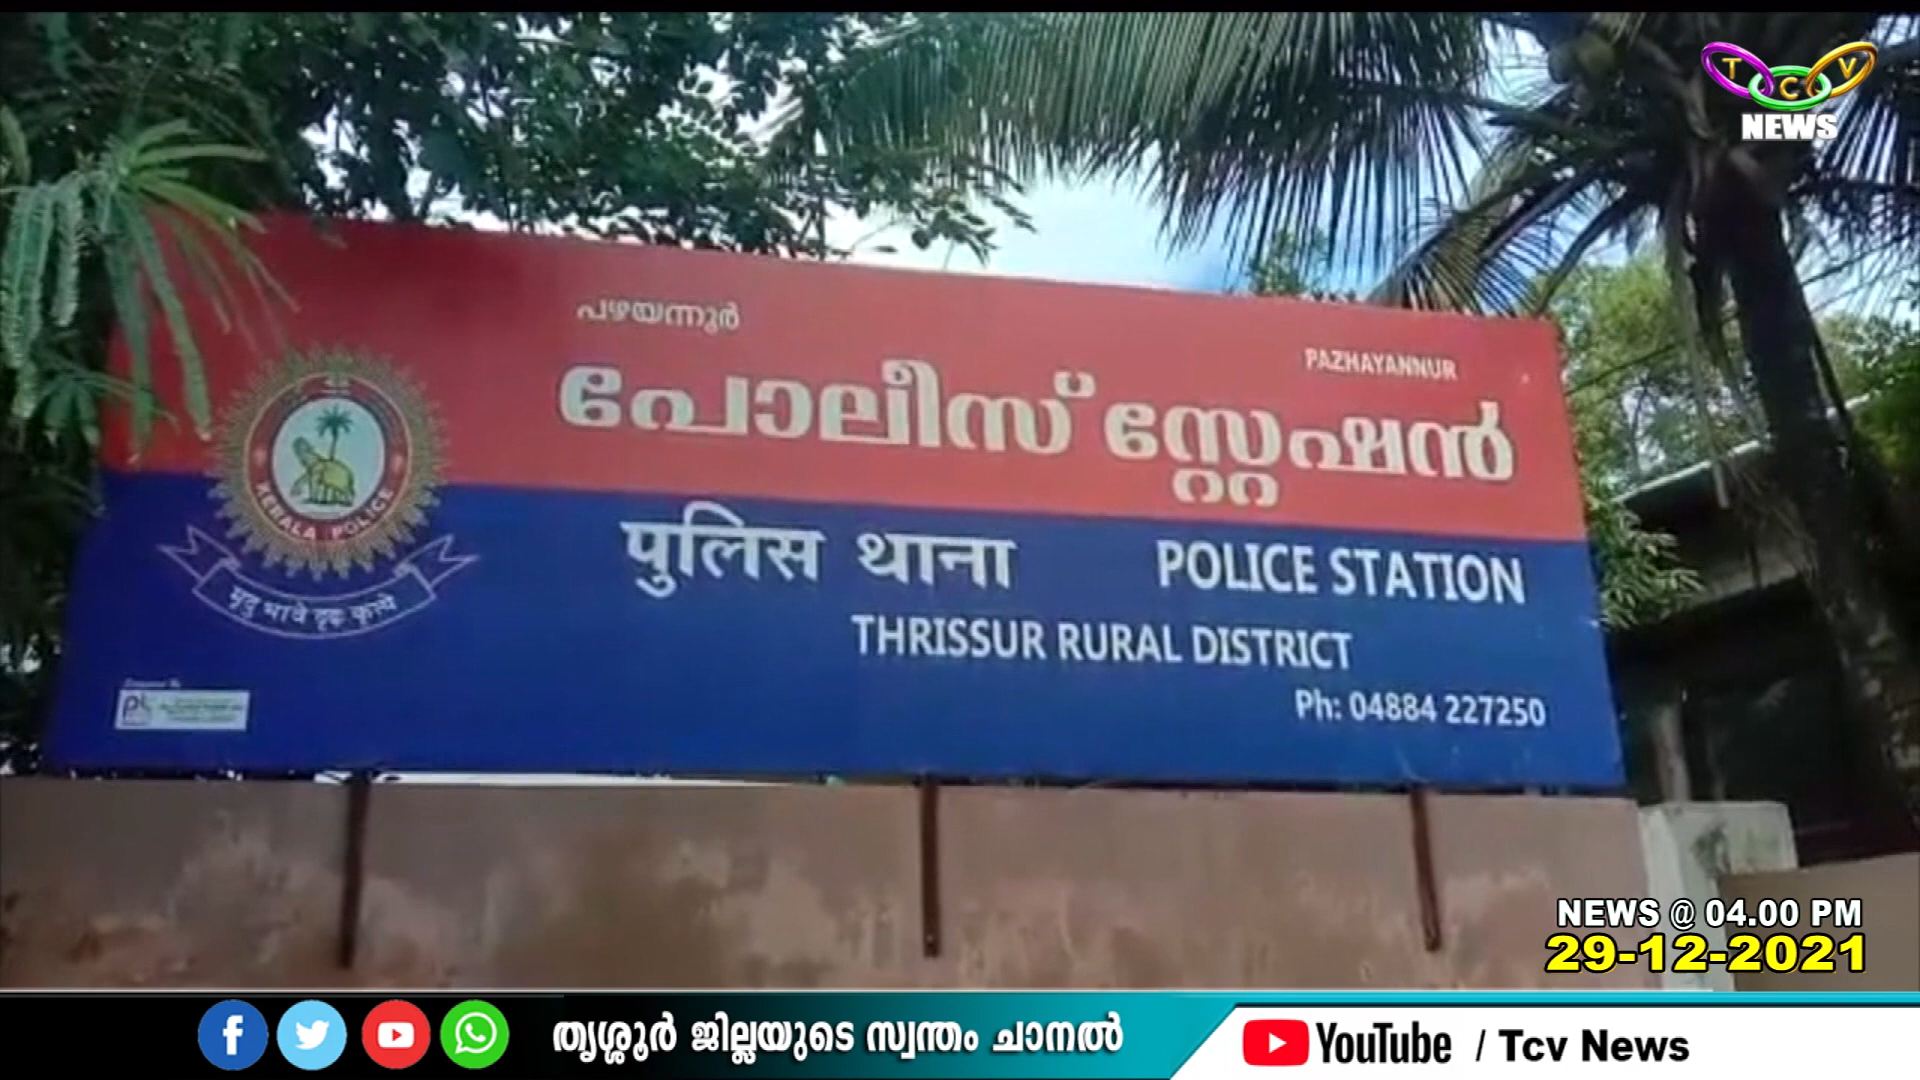 T C V
NEWS
പഴയന്നൂർ
PAZHAYANNUR
പോലീസ് സ്റ്റേഷൻ
KERALA POLICE
मृदु भावे दृढ कृत्ये
पुलिस थाना
POLICE STATION
THRISSUR RURAL DISTRICT
Ph: 04884 227250
NEWS @ 04.00 PM
29-12-2021
തൃശ്ശൂർ ജില്ലയുടെ സ്വന്തം ചാനൽ
YouTube / Tcv News